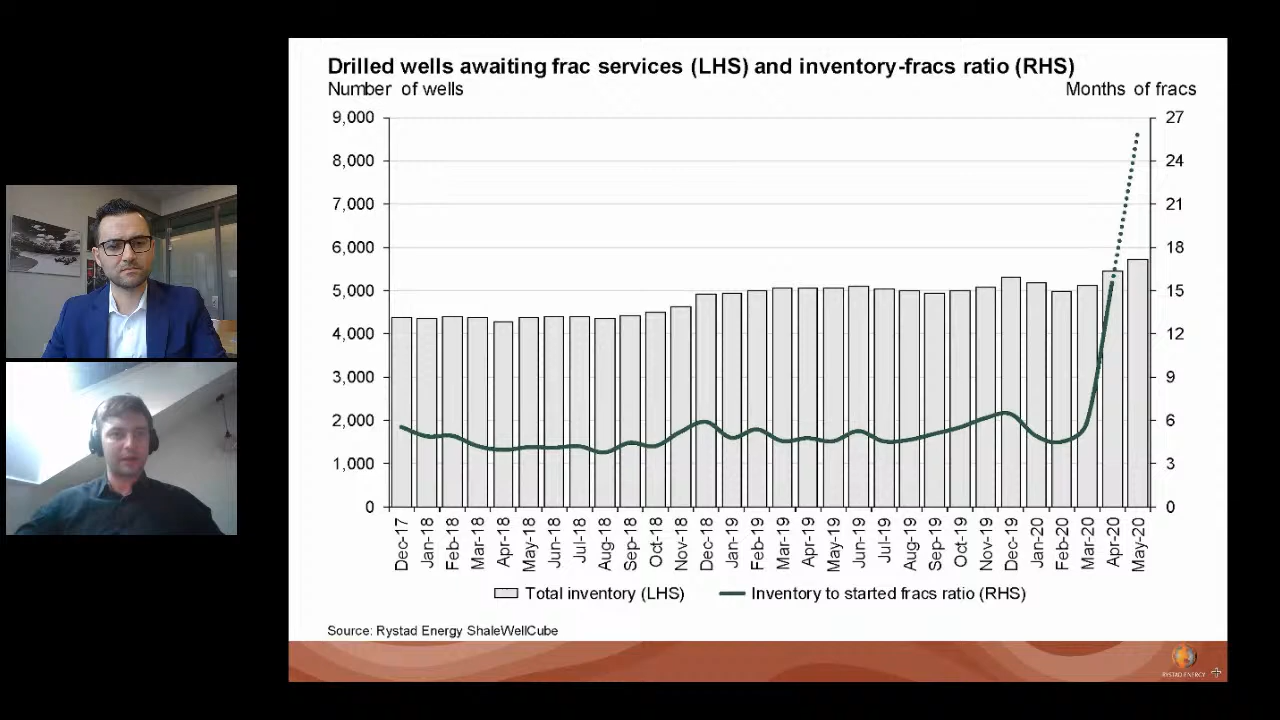 Drilled wells awaiting frac services (LHS) and inventory-fracs ratio (RHS)
Number of wells
Months of fracs
9,000
8,000
7,000
6,000
5,000
4,000
3,000
2,000
1,000
0
27
24
21
18
15
12
9
6
3
0
Dec-17
Jan-18
Feb-18
Mar-18
Apr-18
May-18
Jun-18
Jul-18
Aug-18
Sep-18
Oct-18
Nov-18
Dec-18
Jan-19
Feb-19
Mar-19
Apr-19
May-19
Jun-19
Jul-19
Aug-19
Sep-19
Oct-19
Nov-19
Dec-19
Jan-20
Feb-20
Mar-20
Apr-20
May-20
Total inventory (LHS)
Inventory to started fracs ratio (RHS)
Source: Rystad Energy ShaleWellCube
RYSTAD ENERGY